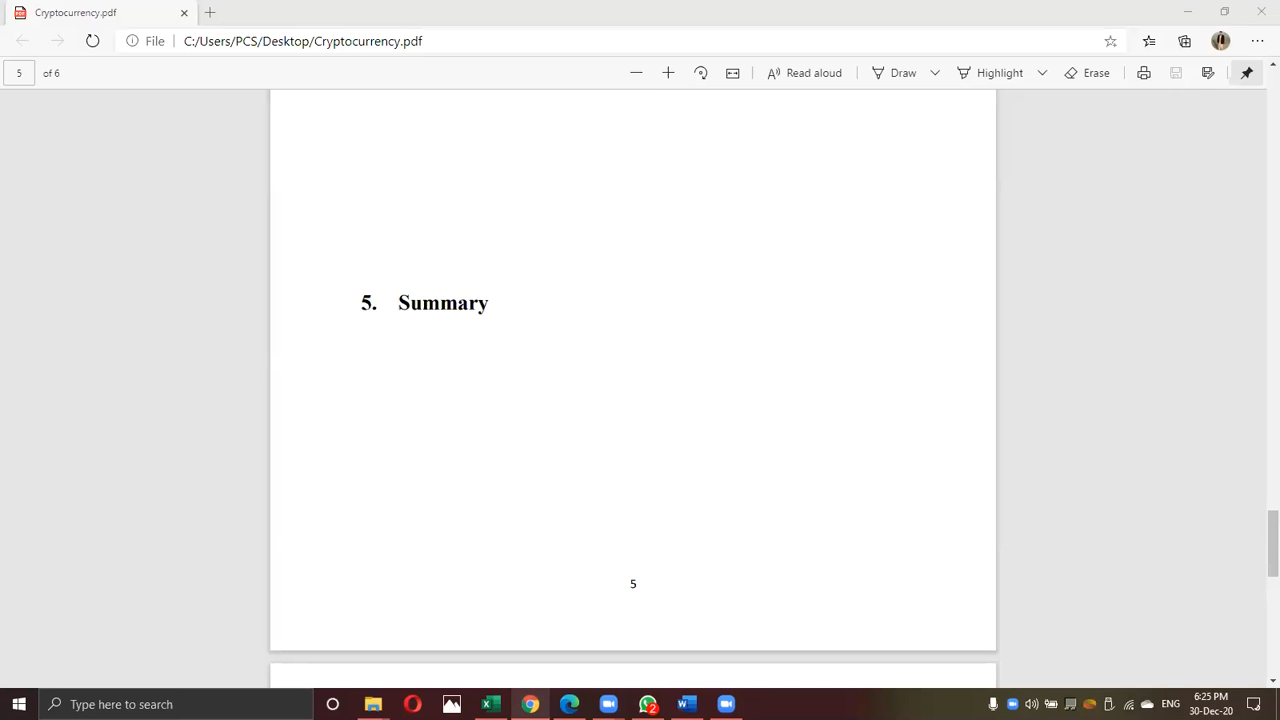 Cryptocurrency.pdf
File
C:/Users/PCS/Desktop/Cryptocurrency.pdf
5 of 6
Read aloud
Draw
Highlight
Erase
5. Summary
5
Type here to search
2
ENG
6:25 PM
30-Dec-20